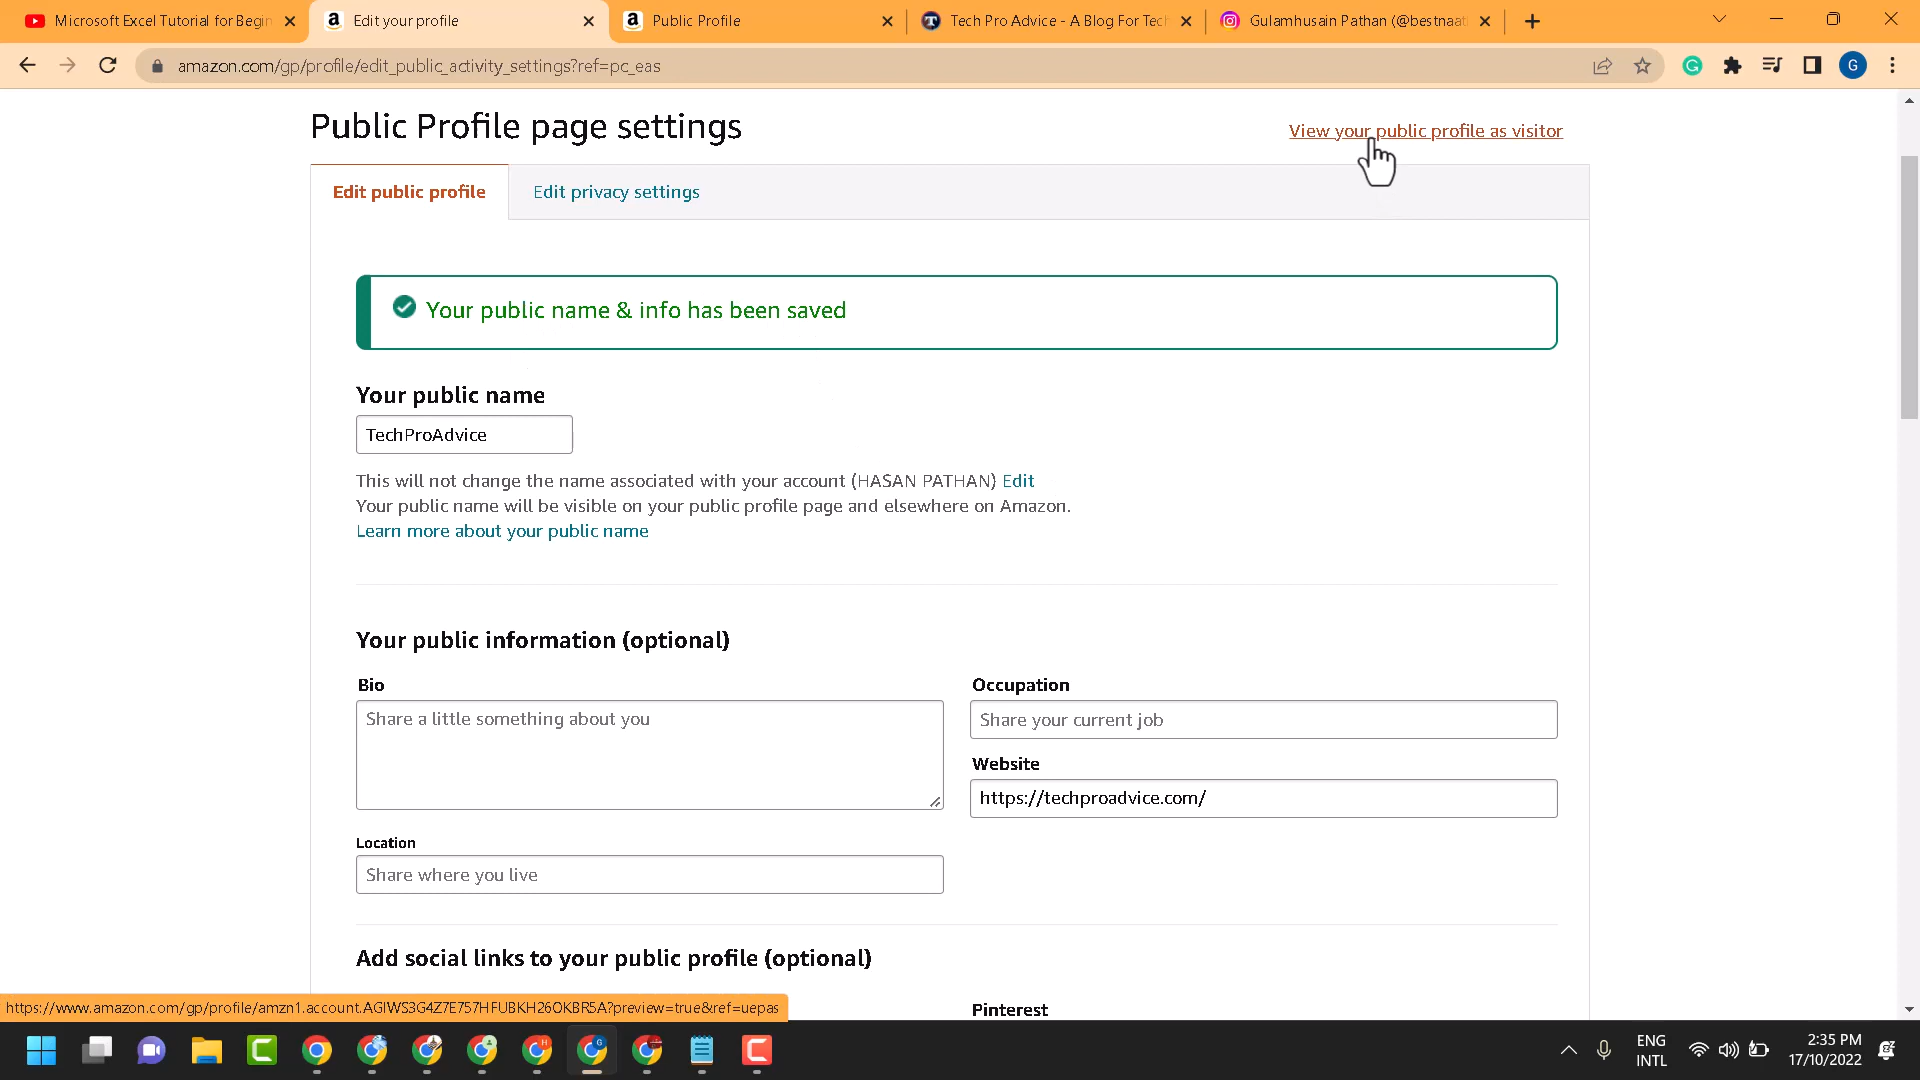 Microsoft Excel Tutorial for Begin
Edit your profile
Public Profile
Tech Pro Advice - A Blog For Tech
Gulamhusain Pathan (@bestnaat
amazon.com/gp/profile/edit_public_activity_settings?ref=pc_eas
G
Public Profile page settings
View your public profile as visitor
Edit public profile
Edit privacy settings
Your public name & info has been saved
Your public name
TechProAdvice
This will not change the name associated with your account (HASAN PATHAN) Edit
Your public name will be visible on your public profile page and elsewhere on Amazon.
Learn more about your public name
Your public information (optional)
Bio
Share a little something about you
Occupation
Share your current job
Website
https://techproadvice.com/
Location
Share where you live
Add social links to your public profile (optional)
Pinterest
https://www.amazon.com/gp/profile/amzn1.account.AGIWS3G4Z7E757HFUBKH26OKBR5A?preview=true&ref=uepas
ENG
INTL
2:35 PM
17/10/2022